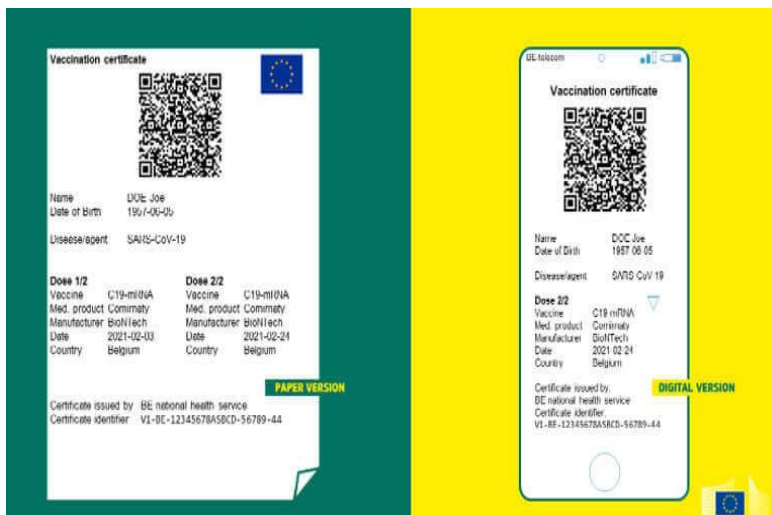 Vaccination certificate
Name DOE Joe
Date of Birth 1957-06-05
Disease/agent SARS-CoV-19
Dose 1/2 Dose 2/2
Vaccine C19-mRNA Vaccine C19-mRNA
Med. product Comirnaty Med. product Comirnaty
Manufacturer BioNTech Manufacturer BioNTech
Date 2021-02-03 Date 2021-02-24
Country Belgium Country Belgium
PAPER VERSION
Certificate issued by BE national health service
Certificate identifier V1-BE-12345678ASBCD-56789-44
BE-telecom
Vaccination certificate
Name DOE Joe
Date of Birth 1957 06 05
Disease/agent SARS CoV 19
Dose 2/2
Vaccine C19 mRNA
Med. product Comirnaty
Manufacturer BioNTech
Date 2021 02 24
Country Belgium
Certificate issued by.
BE national health service
Certificate identifier.
V1-BE-12345678ASBCD-56789-44
DIGITAL VERSION